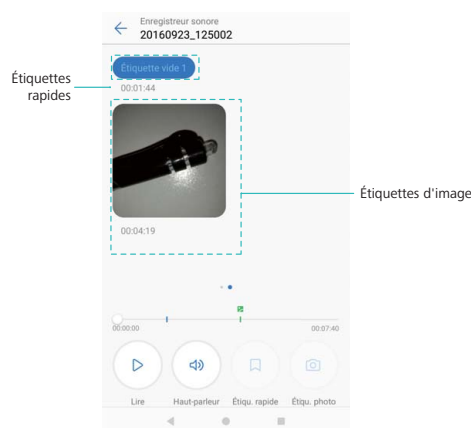 Enregistreur sonore
20160923_125002
Étiquettes
rapides
Étiquette vide 1
00:01:44
Étiquettes d'image
00:04:19
00:00:00
00:07:40
Lire
Haut-parleur
Étiqu. rapide
Étiqu. photo